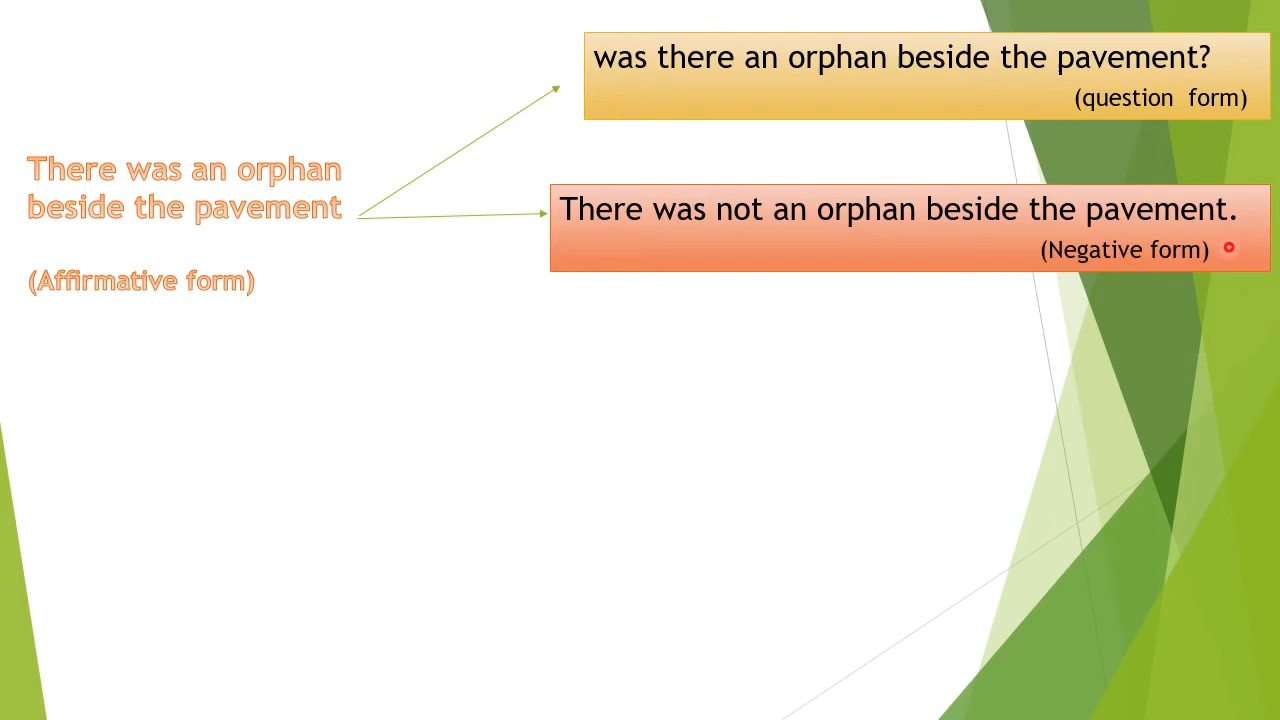 There was an orphan
beside the pavement
(Affirmative form)
was there an orphan beside the pavement?
(question form)
There was not an orphan beside the pavement.
(Negative form)